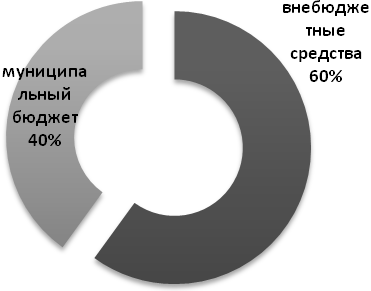 внебюдже
тные
средства
60%
муниципа
льный
бюджет
40%